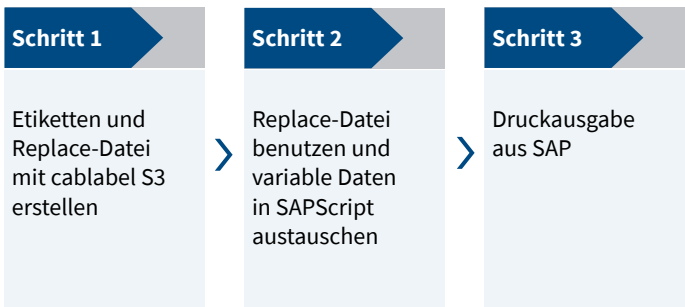 Schritt 1
Etiketten und
Replace-Datei
mit cablabel S3
erstellen
Schritt 2
Replace-Datei
benutzen und
variable Daten
in SAPScript
austauschen
Schritt 3
Druckausgabe
aus SAP